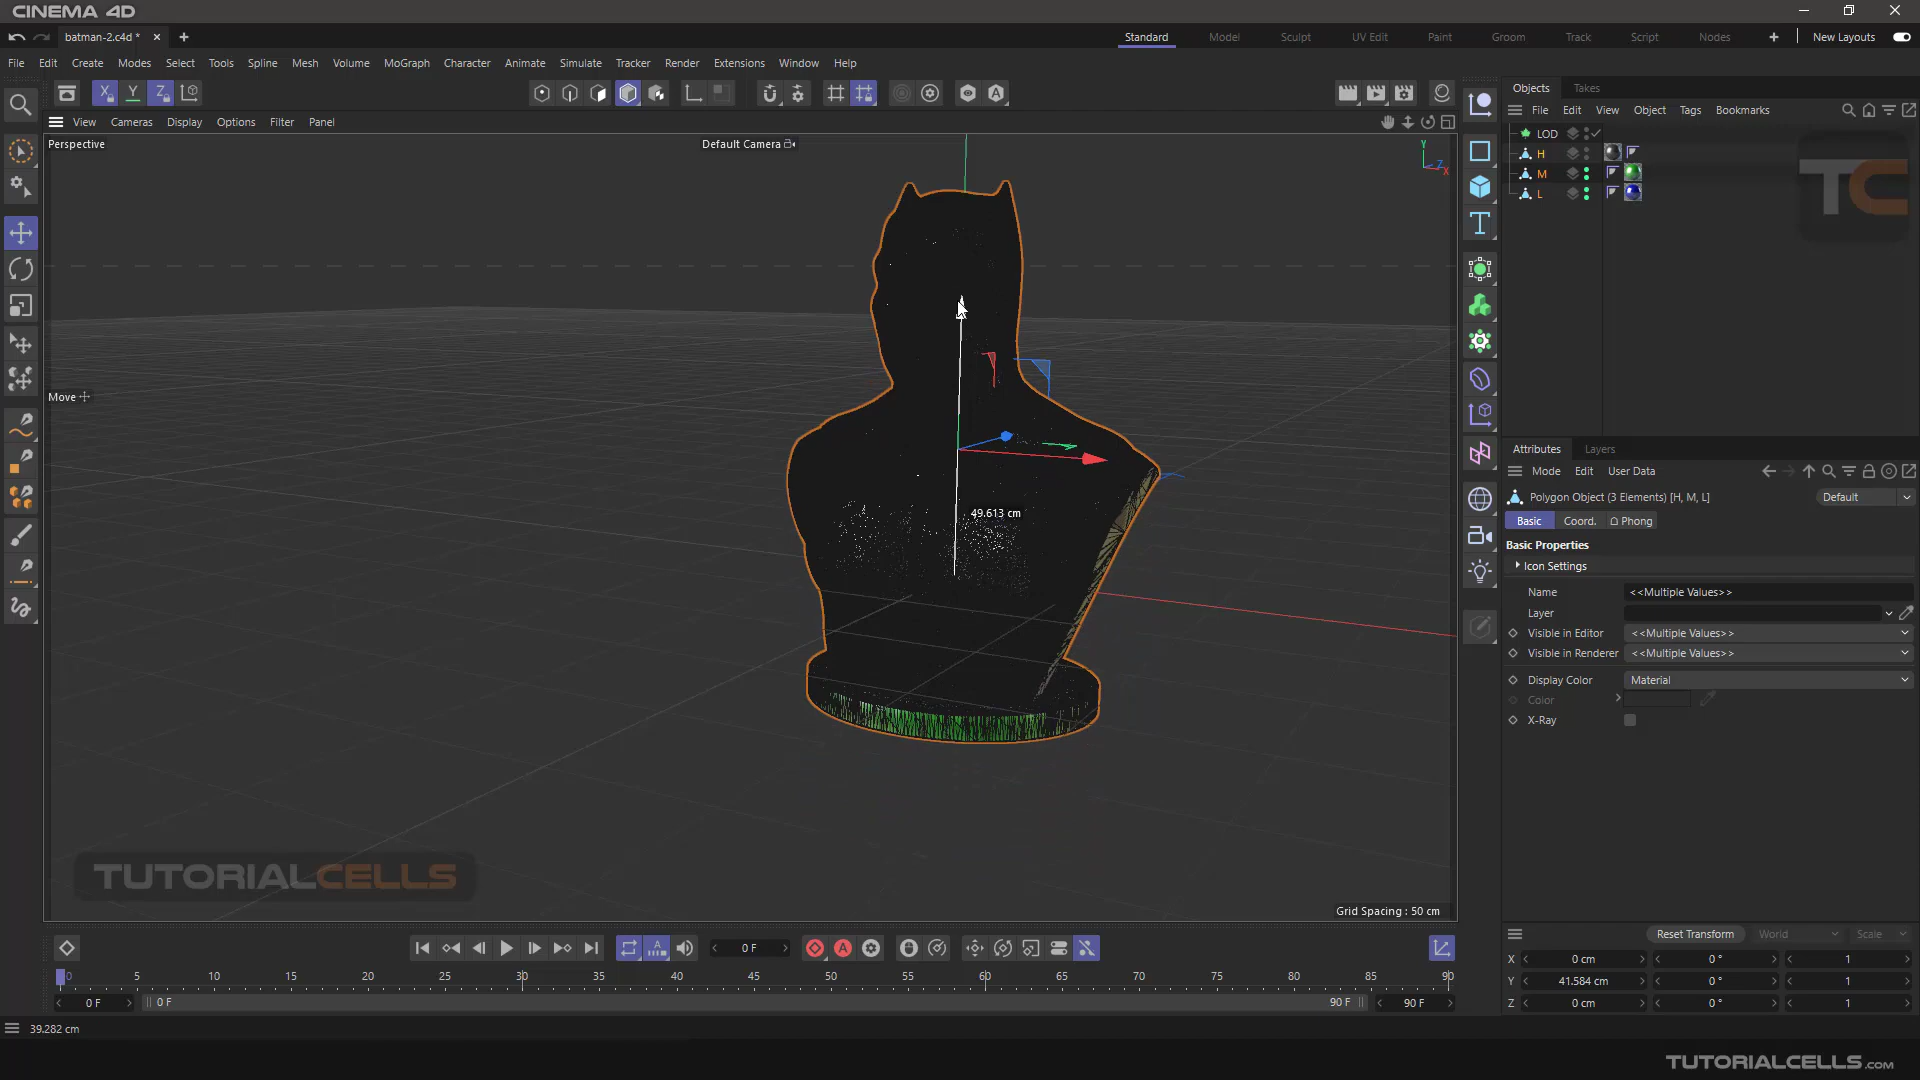 CINEMA 4D
batman-2.c4d *
Standard
Model
Sculpt
UV Edit
Paint
Groom
Track
Script
Nodes
New Layouts
File Edit Create Modes Select Tools Spline Mesh Volume MoGraph Character Animate Simulate Tracker Render Extensions Window Help
X Y Z
View Cameras Display Options Filter Panel
Perspective
Default Camera
Y
Z
X
Move
49.613 cm
TUTORIALCELLS
Grid Spacing : 50 cm
Objects Takes
File Edit View Object Tags Bookmarks
LOD
H
M
L
TC
Attributes Layers
Mode Edit User Data
Polygon Object (3 Elements) [H, M, L]
Default
Basic Coord. Phong
Basic Properties
Icon Settings
Name <<Multiple Values>>
Layer
Visible in Editor <<Multiple Values>>
Visible in Renderer <<Multiple Values>>
Display Color Material
Color
X-Ray
0 F
0 5 10 15 20 25 30 35 40 45 50 55 60 65 70 75 80 85 90
0 F 0 F 90 F 90 F
Reset Transform World Scale
X 0 cm 0 ° 1
Y 41.584 cm 0 ° 1
Z 0 cm 0 ° 1
39.282 cm
TUTORIALCELLS.com